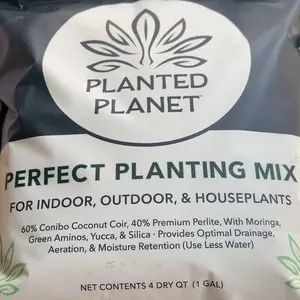 PLANTED
PLANET
PERFECT PLANTING MIX
FOR INDOOR, OUTDOOR, & HOUSEPLANTS
60% Conibo Coconut Coir, 40% Premium Perlite, With Moringa,
Green Aminos, Yucca, & Silica · Provides Optimal Drainage,
Aeration, & Moisture Retention (Use Less Water)
NET CONTENTS 4 DRY QT (1 GAL)